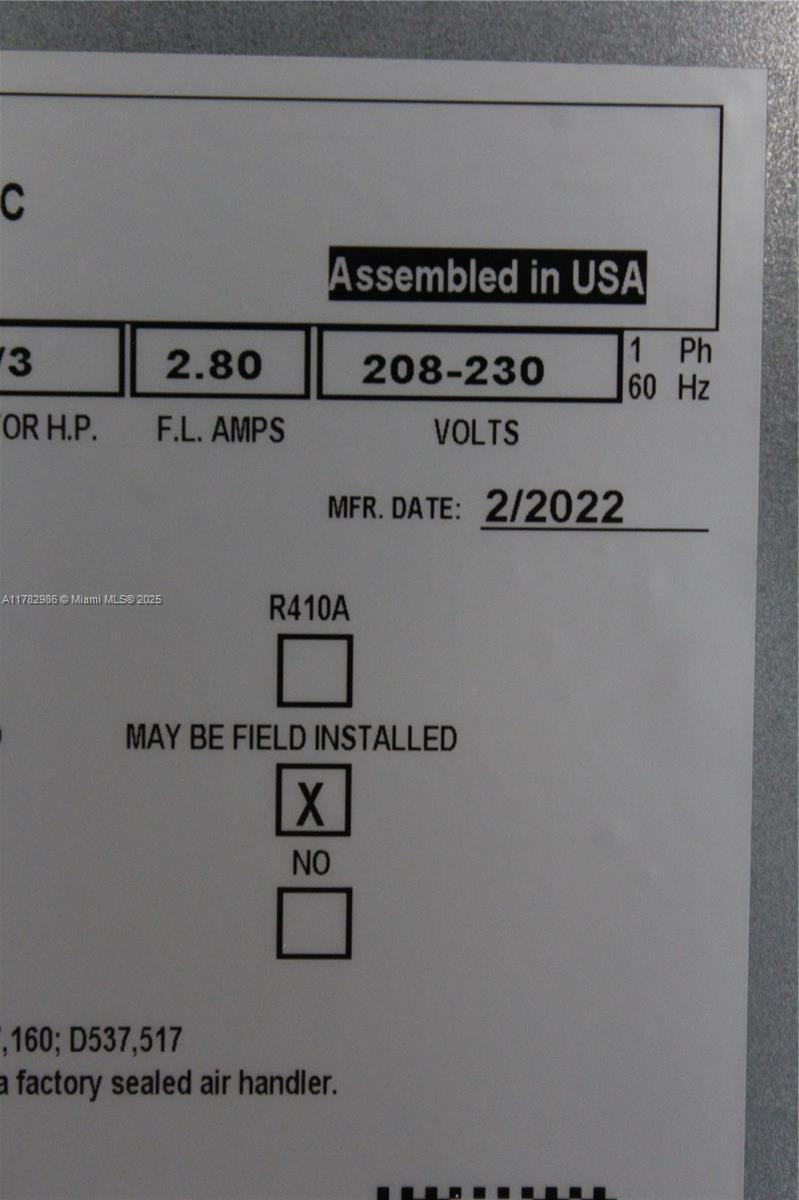 C
Assembled in USA
/3 2.80 208-230 1 Ph
60 Hz
OR H.P. F.L. AMPS VOLTS
MFR. DATE: 2/2022
A11782986 © Miami MLS® 2025
R410A
MAY BE FIELD INSTALLED
X
NO
,160; D537,517
a factory sealed air handler.